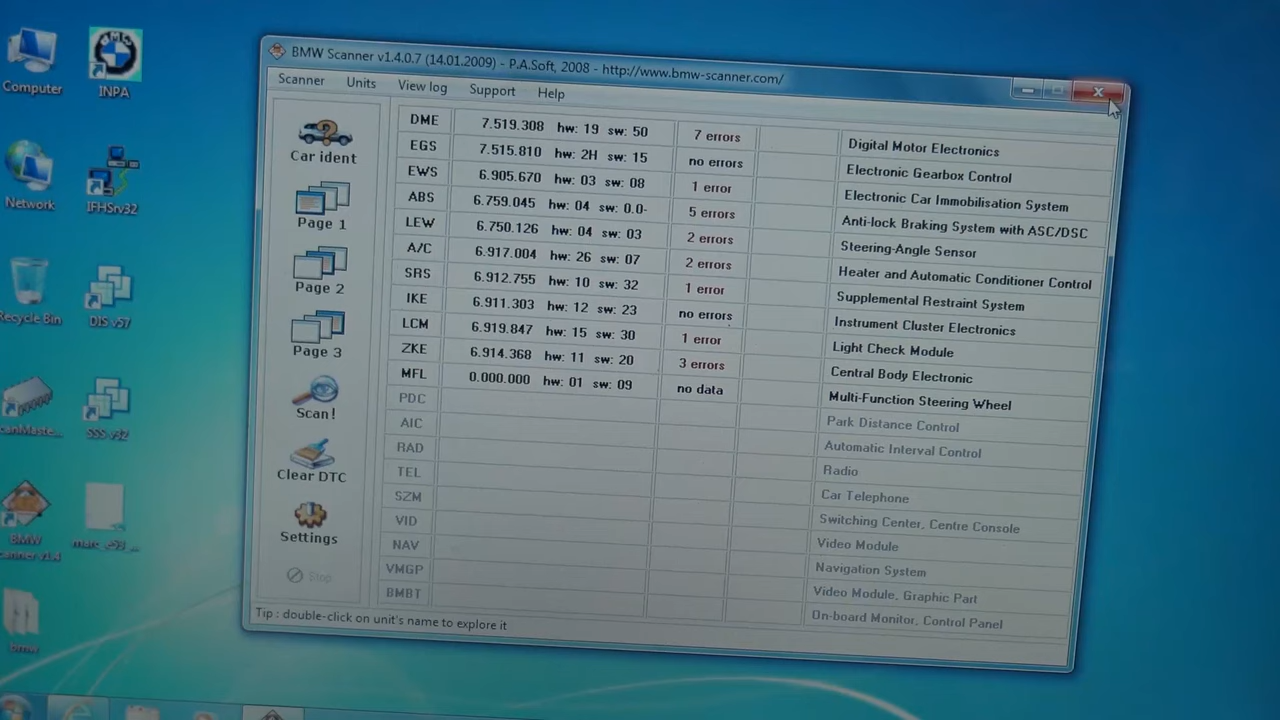 BMW Scanner v1.4.0.7 (14.01.2009) - P.A.Soft, 2008 - http://www.bmw-scanner.com/
Scanner Units View log Support Help
Car ident
Page 1
Page 2
Page 3
Scan!
Clear DTC
Settings
Stop
DME 7.519.308 hw: 19 sw: 50 7 errors Digital Motor Electronics
EGS 7.515.810 hw: 2H sw: 15 no errors Electronic Gearbox Control
EWS 6.905.670 hw: 03 sw: 08 1 error Electronic Car Immobilisation System
ABS 6.759.045 hw: 04 sw: 0.0- 5 errors Anti-lock Braking System with ASC/DSC
LEW 6.750.126 hw: 04 sw: 03 2 errors Steering-Angle Sensor
A/C 6.917.004 hw: 26 sw: 07 2 errors Heater and Automatic Conditioner Control
SRS 6.912.755 hw: 10 sw: 32 1 error Supplemental Restraint System
IKE 6.911.303 hw: 12 sw: 23 no errors Instrument Cluster Electronics
LCM 6.919.847 hw: 15 sw: 30 1 error Light Check Module
ZKE 6.914.368 hw: 11 sw: 20 3 errors Central Body Electronic
MFL 0.000.000 hw: 01 sw: 09 no data Multi-Function Steering Wheel
PDC Park Distance Control
AIC Automatic Interval Control
RAD Radio
TEL Car Telephone
SZM Switching Center, Centre Console
VID Video Module
NAV Navigation System
VMGP Video Module, Graphic Part
BMBT On-board Monitor, Control Panel
Tip : double-click on unit's name to explore it
Computer
INPA
BMW
Network
IFHSrv32
Recycle Bin
DIS v57
SSS v32
BMW
bmw